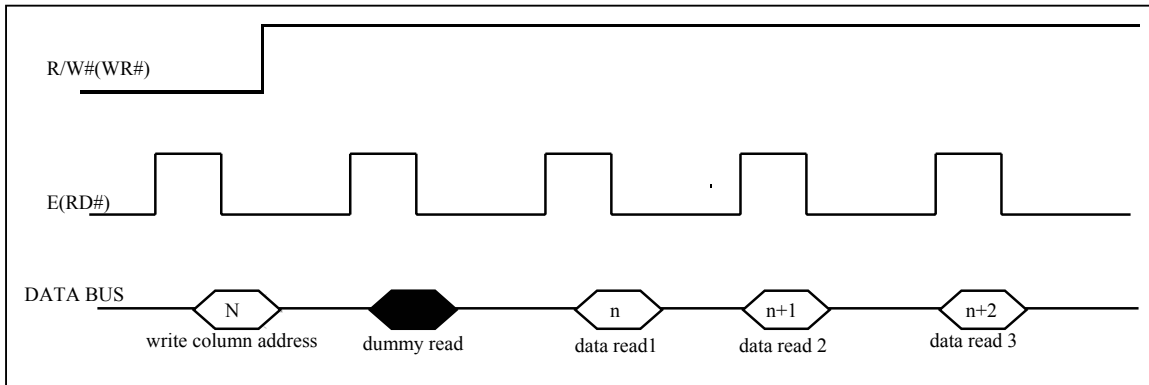 R/W#(WR#)
E(RD#)
DATA BUS
N
n
n+1
n+2
write column address
dummy read
data read1
data read 2
data read 3